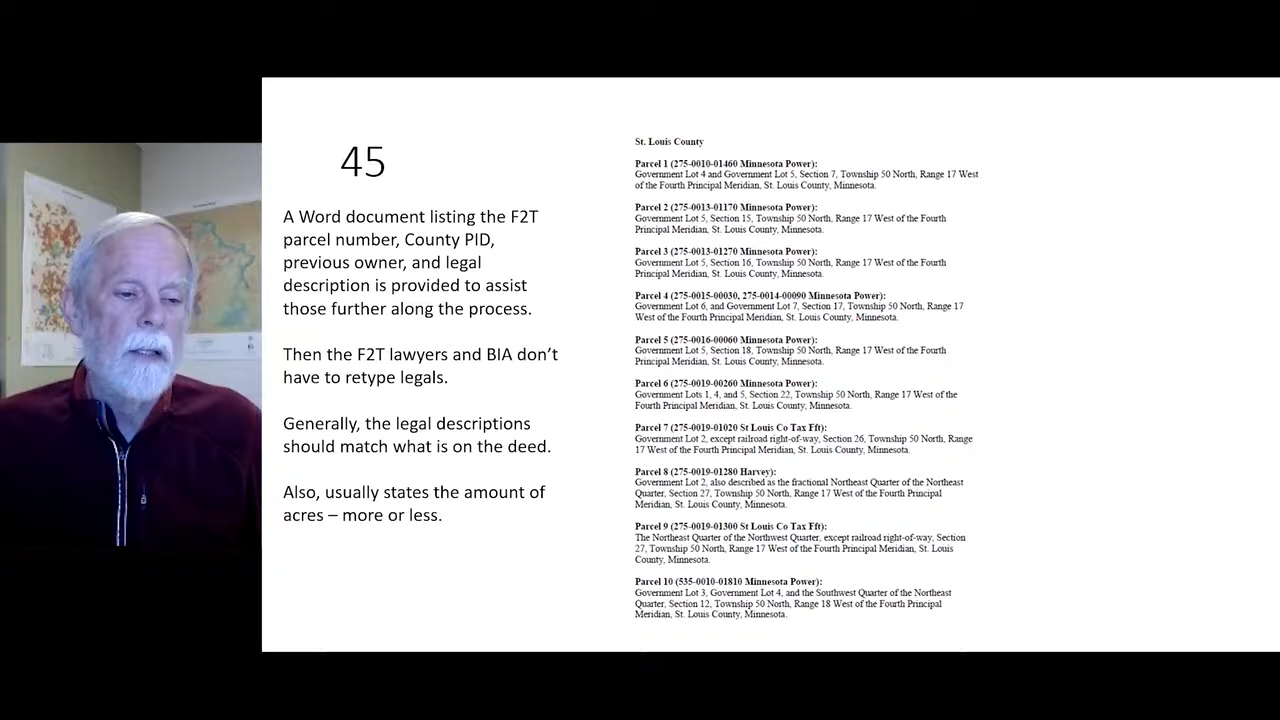 45
A Word document listing the F2T
parcel number, County PID,
previous owner, and legal
description is provided to assist
those further along the process.
Then the F2T lawyers and BIA don't
have to retype legals.
Generally, the legal descriptions
should match what is on the deed.
Also, usually states the amount of
acres – more or less.
St. Louis County
Parcel 1 (275-0010-01460 Minnesota Power):
Government Lot 4 and Government Lot 5, Section 7, Township 50 North, Range 17 West
of the Fourth Principal Meridian, St. Louis County, Minnesota.
Parcel 2 (275-0013-01170 Minnesota Power):
Government Lot 5, Section 15, Township 50 North, Range 17 West of the Fourth
Principal Meridian, St. Louis County, Minnesota.
Parcel 3 (275-0013-01270 Minnesota Power):
Government Lot 5, Section 16, Township 50 North, Range 17 West of the Fourth
Principal Meridian, St. Louis County, Minnesota.
Parcel 4 (275-0015-00030, 275-0014-00090 Minnesota Power):
Government Lot 6, and Government Lot 7, Section 17, Township 50 North, Range 17
West of the Fourth Principal Meridian, St. Louis County, Minnesota.
Parcel 5 (275-0016-00060 Minnesota Power):
Government Lot 5, Section 18, Township 50 North, Range 17 West of the Fourth
Principal Meridian, St. Louis County, Minnesota.
Parcel 6 (275-0019-00260 Minnesota Power):
Government Lots 1, 4, and 5, Section 22, Township 50 North, Range 17 West of the
Fourth Principal Meridian, St. Louis County, Minnesota.
Parcel 7 (275-0019-01020 St Louis Co Tax Fft):
Government Lot 2, except railroad right-of-way, Section 26, Township 50 North, Range
17 West of the Fourth Principal Meridian, St. Louis County, Minnesota.
Parcel 8 (275-0019-01280 Harvey):
Government Lot 2, also described as the fractional Northeast Quarter of the Northeast
Quarter, Section 27, Township 50 North, Range 17 West of the Fourth Principal
Meridian, St. Louis County, Minnesota.
Parcel 9 (275-0019-01300 St Louis Co Tax Fft):
The Northeast Quarter of the Northwest Quarter, except railroad right-of-way, Section
27, Township 50 North, Range 17 West of the Fourth Principal Meridian, St. Louis
County, Minnesota.
Parcel 10 (535-0010-01810 Minnesota Power):
Government Lot 3, Government Lot 4, and the Southwest Quarter of the Northeast
Quarter, Section 12, Township 50 North, Range 18 West of the Fourth Principal
Meridian, St. Louis County, Minnesota.